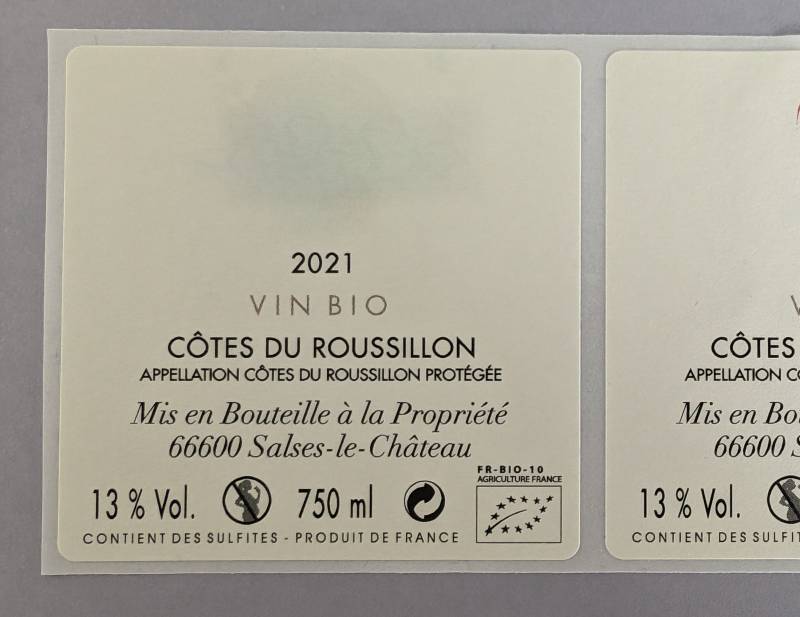 2021
VIN BIO
CÔTES DU ROUSSILLON
APPELLATION CÔTES DU ROUSSILLON PROTÉGÉE
Mis en Bouteille à la Propriété
66600 Salses-le-Château
FR-BIO-10
AGRICULTURE FRANCE
13 % Vol. 750 ml
CONTIENT DES SULFITES - PRODUIT DE FRANCE
CÔTES
APPELLATION
Mis en
66600
13 % Vol.
CONTIENT DES